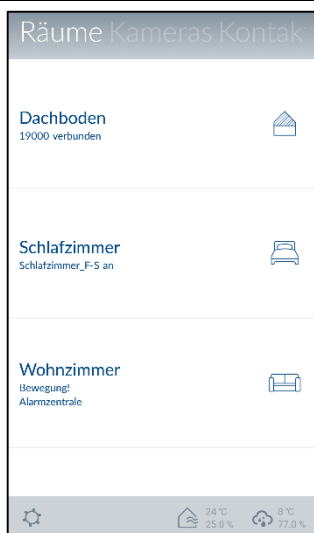 Räume Kameras Kontak
Dachboden
19000 verbunden
Schlafzimmer
Schlafzimmer_F-5 an
Wohnzimmer
Bewegung!
Alarmzentrale
24 °C 8 °C
25.0 % 77.0 %